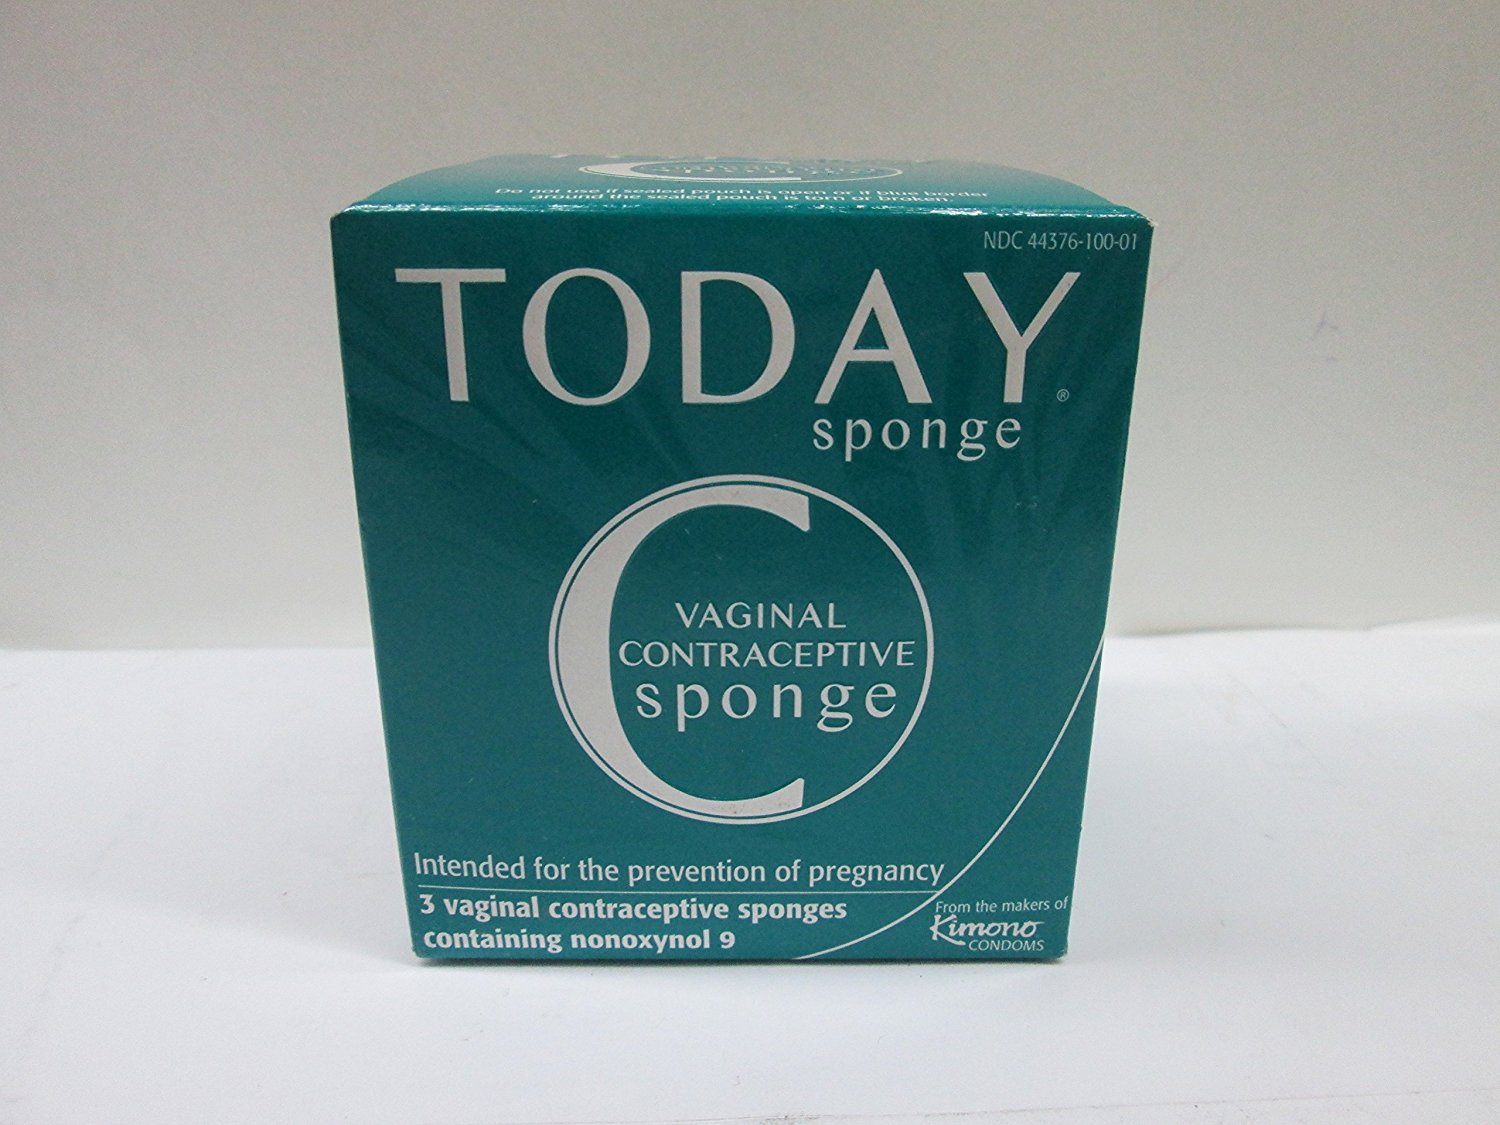 Do not use if sealed pouch is open or if blue border
around the sealed pouch is torn or broken.
NDC 44376-100-01
TODAY®
sponge
C
VAGINAL
CONTRACEPTIVE
sponge
Intended for the prevention of pregnancy
3 vaginal contraceptive sponges
containing nonoxynol 9
From the makers of
Kimono
CONDOMS